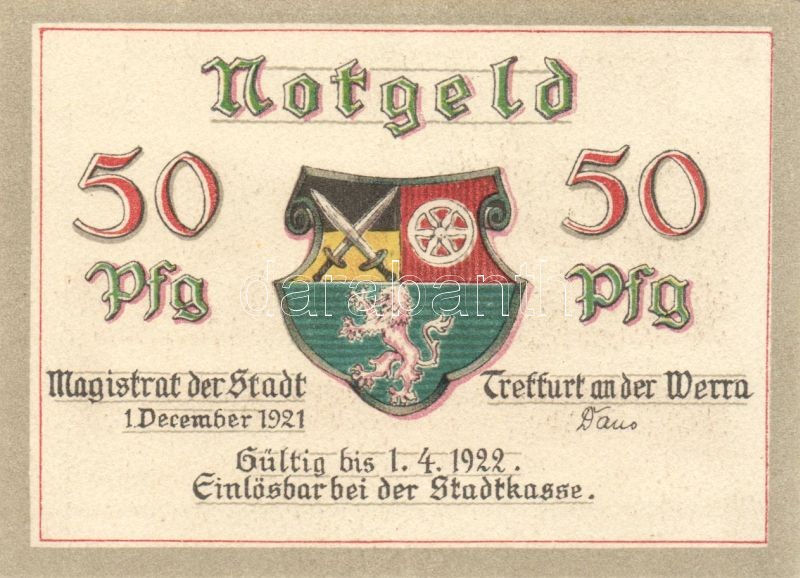 Notgeld
50 Pfg
50 Pfg
Magistrat der Stadt
1. December 1921
Treffurt an der Werra
Gültig bis 1. 4. 1922.
Einlösbar bei der Stadtkasse.
darabanth